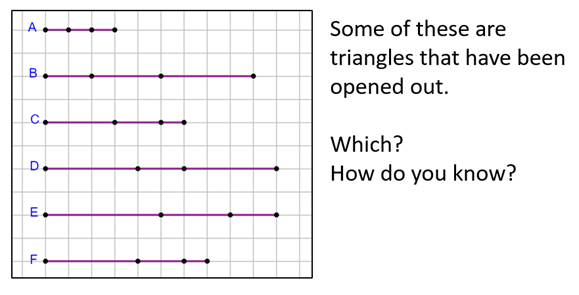 A
B
C
D
E
F
Some of these are
triangles that have been
opened out.
Which?
How do you know?